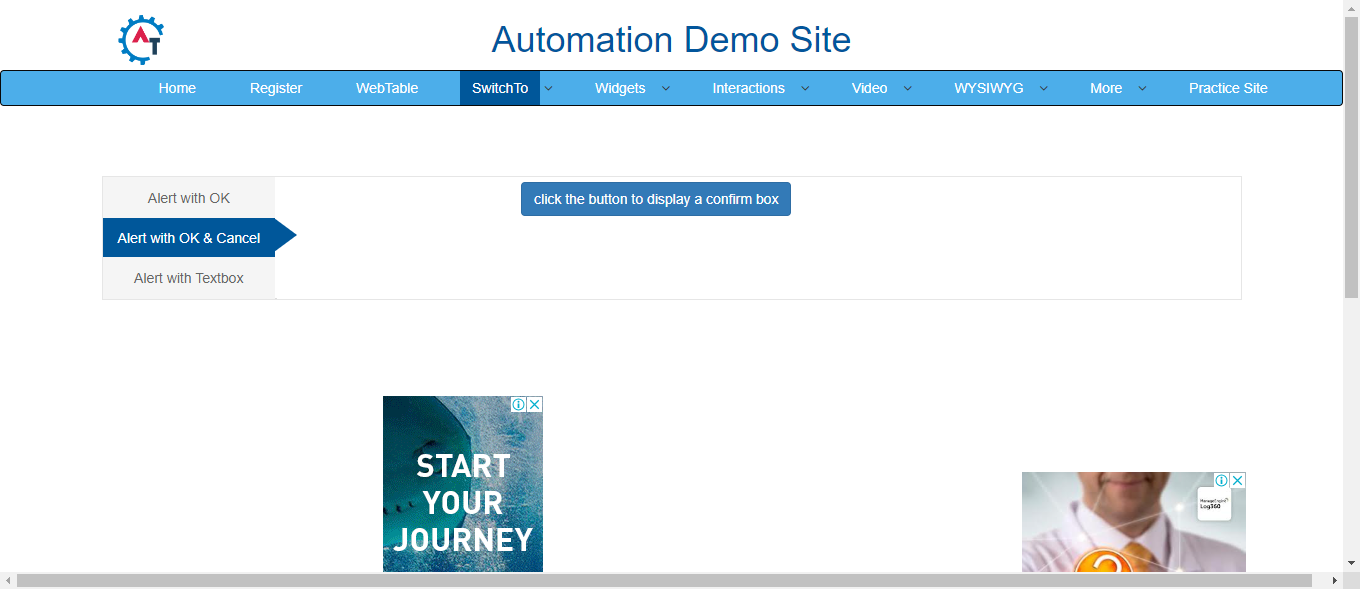 AT
Automation Demo Site
Home Register WebTable SwitchTo Widgets Interactions Video WYSIWYG More Practice Site
Alert with OK
click the button to display a confirm box
Alert with OK & Cancel
Alert with Textbox
START
YOUR
JOURNEY
ManageEngine
Log360
?